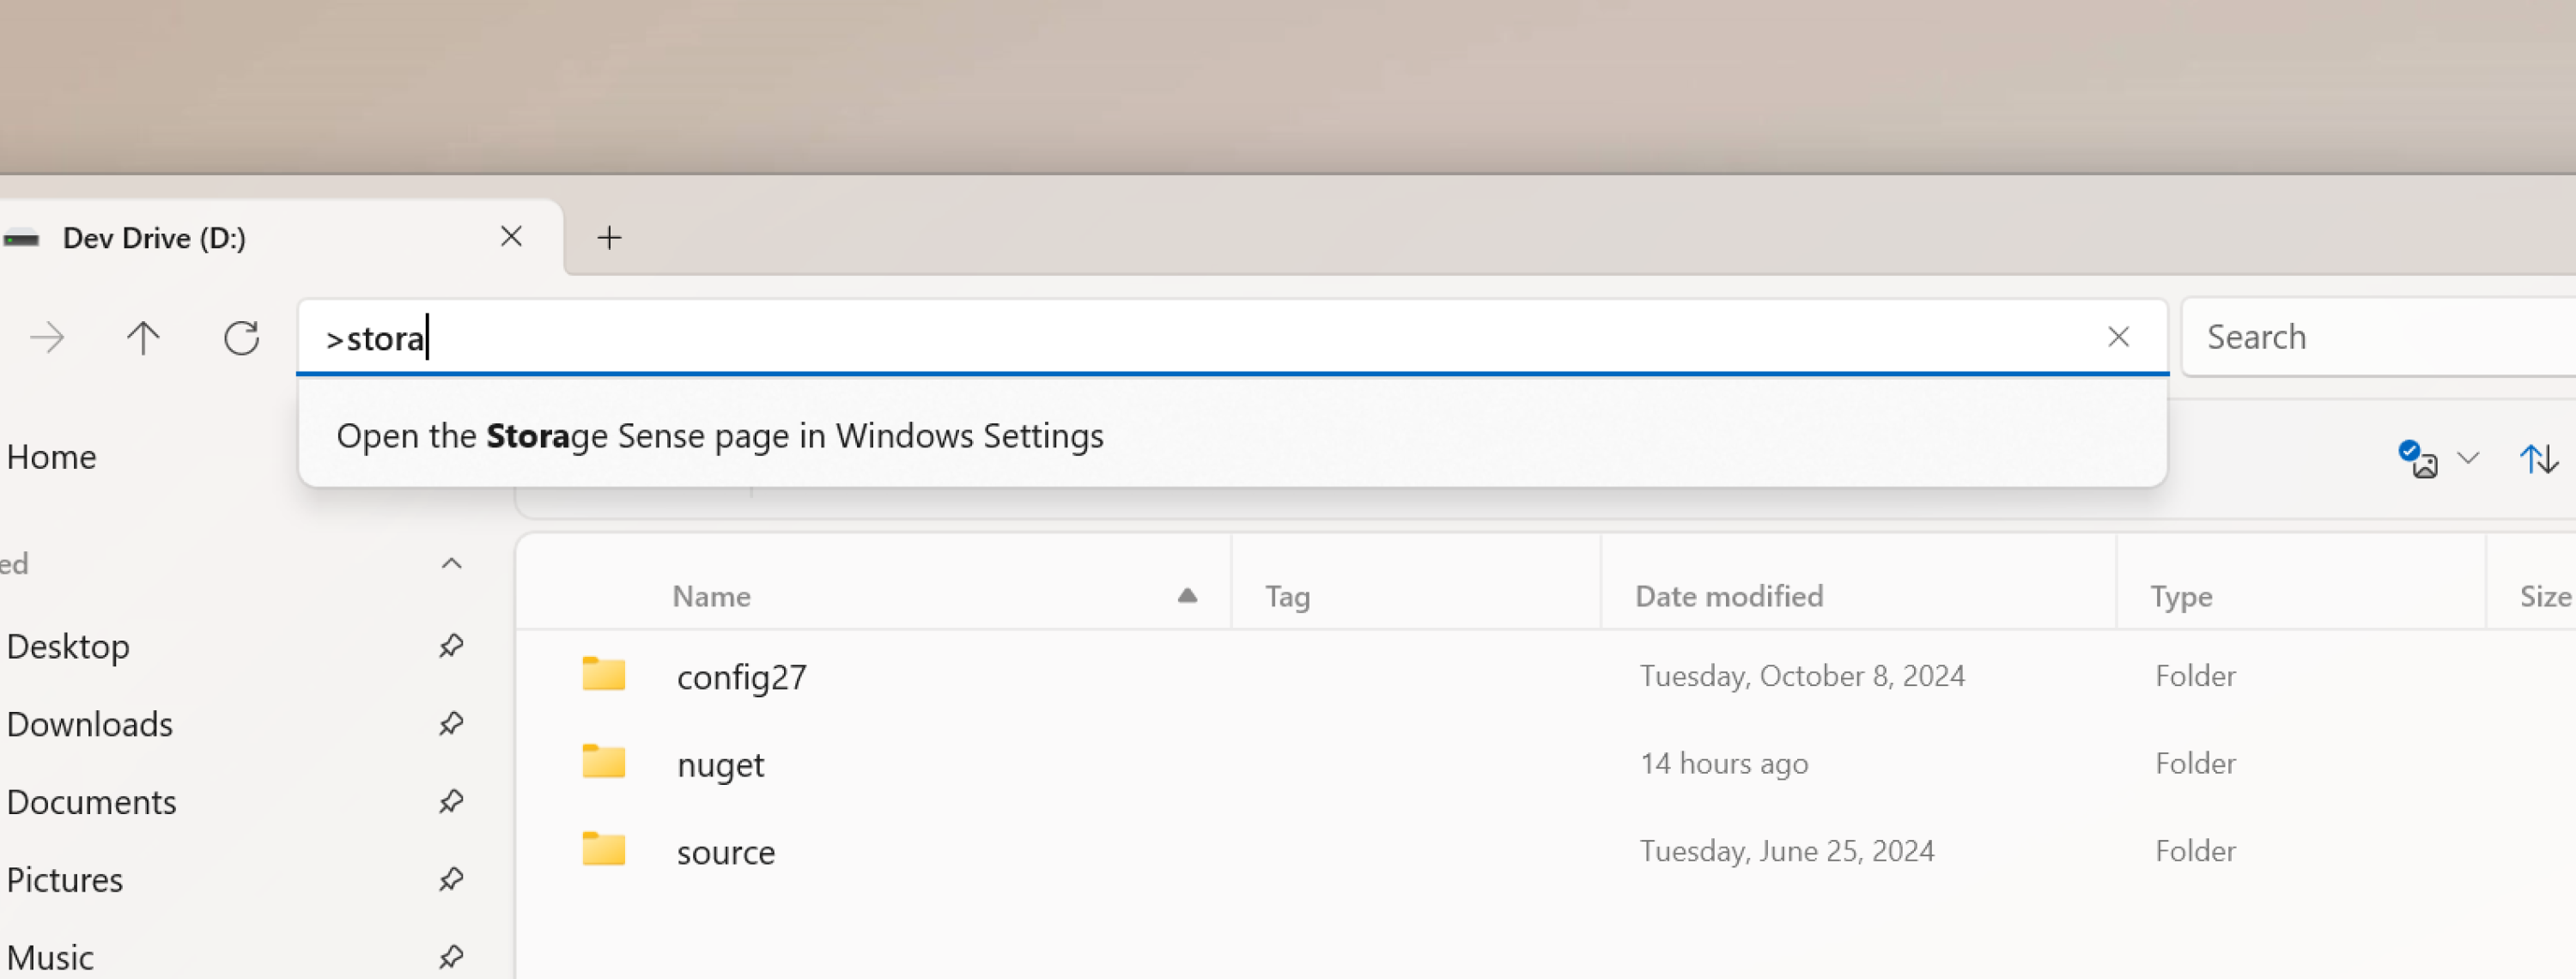 Dev Drive (D:)
>stora
Search
Open the Storage Sense page in Windows Settings
Home
ed
Desktop
Downloads
Documents
Pictures
Music
Name Tag Date modified Type Size
config27 Tuesday, October 8, 2024 Folder
nuget 14 hours ago Folder
source Tuesday, June 25, 2024 Folder